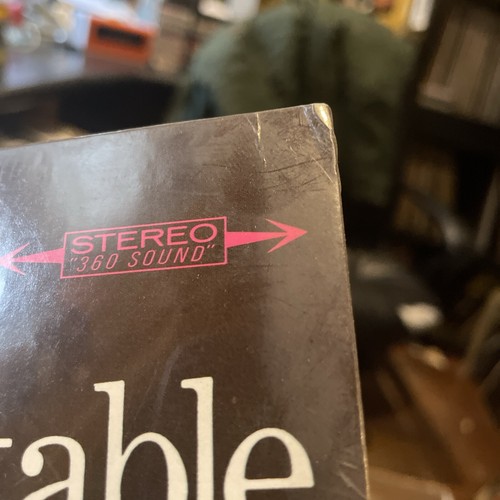 STEREO
"360 SOUND"
table